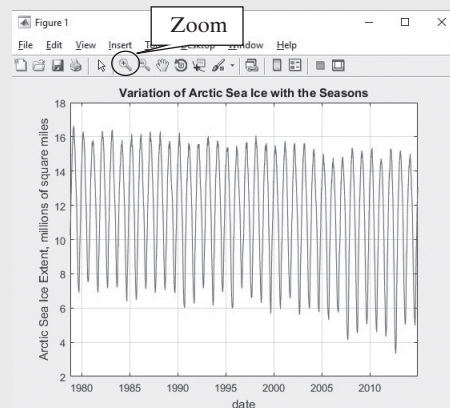 Figure 1
Zoom
File Edit View Insert Help
Variation of Arctic Sea Ice with the Seasons
Arctic Sea Ice Extent, millions of square miles
18
16
14
12
10
8
6
4
2
1980 1985 1990 1995 2000 2005 2010
date